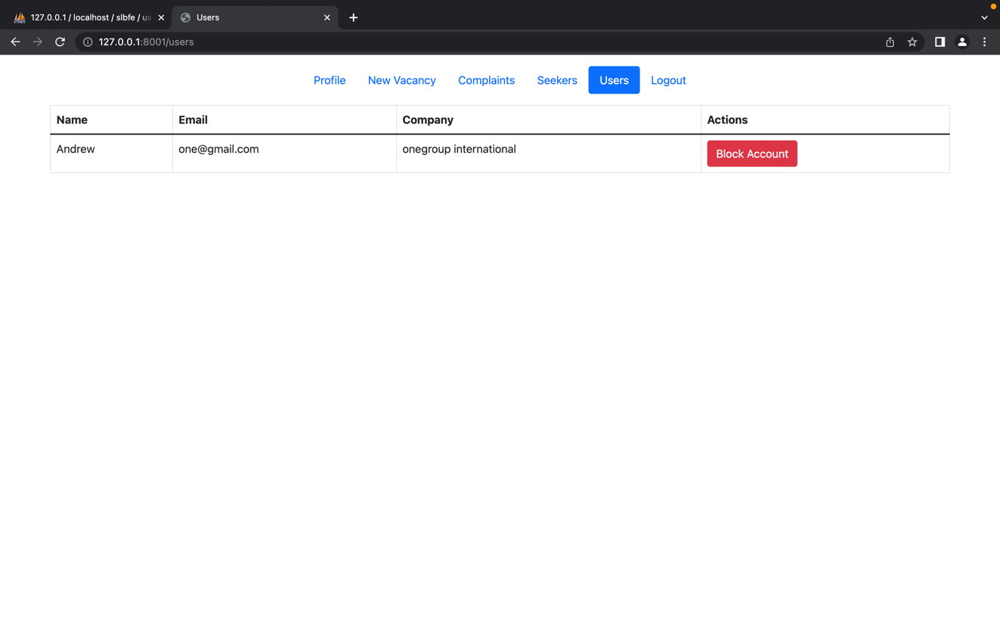 127.0.0.1 / localhost / slbfe / us
Users
127.0.0.1:8001/users
Profile New Vacancy Complaints Seekers Users Logout
Name Email Company Actions
Andrew one@gmail.com onegroup international Block Account